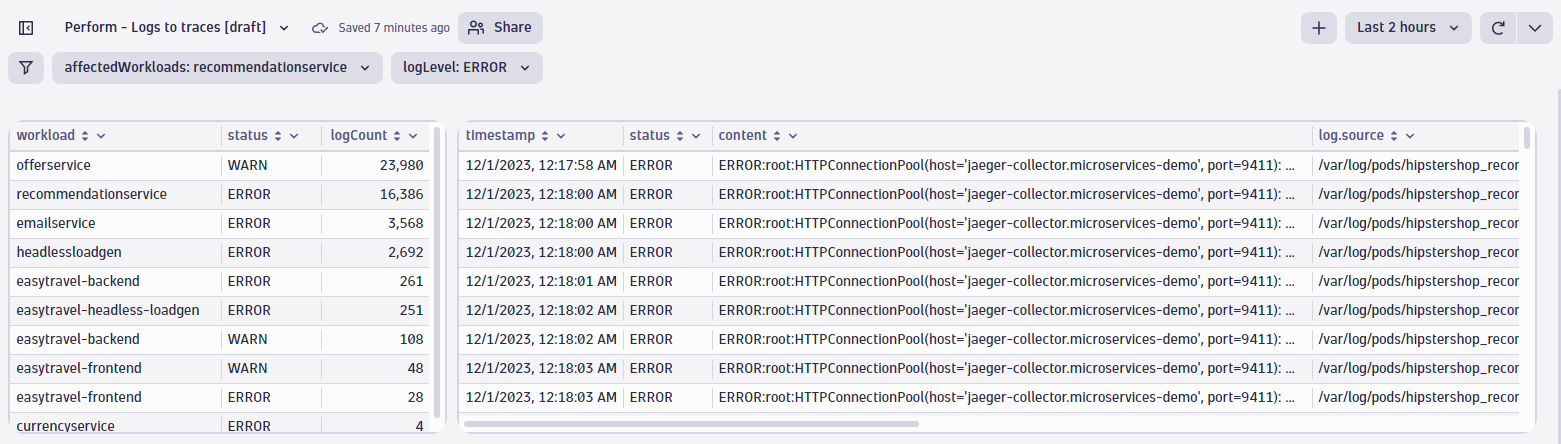 Perform – Logs to traces [draft] Saved 7 minutes ago Share Last 2 hours
affectedWorkloads: recommendationservice logLevel: ERROR
workload status logCount
offerservice WARN 23,980
recommendationservice ERROR 16,386
emailservice ERROR 3,568
headlessloadgen ERROR 2,692
easytravel-backend ERROR 261
easytravel-headless-loadgen ERROR 251
easytravel-backend WARN 108
easytravel-frontend WARN 48
easytravel-frontend ERROR 28
currencyservice ERROR 4
timestamp status content log.source
12/1/2023, 12:17:58 AM ERROR ERROR:root:HTTPConnectionPool(host='jaeger-collector.microservices-demo', port=9411): ... /var/log/pods/hipstershop_recor
12/1/2023, 12:18:00 AM ERROR ERROR:root:HTTPConnectionPool(host='jaeger-collector.microservices-demo', port=9411): ... /var/log/pods/hipstershop_recor
12/1/2023, 12:18:00 AM ERROR ERROR:root:HTTPConnectionPool(host='jaeger-collector.microservices-demo', port=9411): ... /var/log/pods/hipstershop_recor
12/1/2023, 12:18:00 AM ERROR ERROR:root:HTTPConnectionPool(host='jaeger-collector.microservices-demo', port=9411): ... /var/log/pods/hipstershop_recor
12/1/2023, 12:18:01 AM ERROR ERROR:root:HTTPConnectionPool(host='jaeger-collector.microservices-demo', port=9411): ... /var/log/pods/hipstershop_recor
12/1/2023, 12:18:02 AM ERROR ERROR:root:HTTPConnectionPool(host='jaeger-collector.microservices-demo', port=9411): ... /var/log/pods/hipstershop_recor
12/1/2023, 12:18:02 AM ERROR ERROR:root:HTTPConnectionPool(host='jaeger-collector.microservices-demo', port=9411): ... /var/log/pods/hipstershop_recor
12/1/2023, 12:18:03 AM ERROR ERROR:root:HTTPConnectionPool(host='jaeger-collector.microservices-demo', port=9411): ... /var/log/pods/hipstershop_recor
12/1/2023, 12:18:03 AM ERROR ERROR:root:HTTPConnectionPool(host='jaeger-collector.microservices-demo', port=9411): ... /var/log/pods/hipstershop_recor